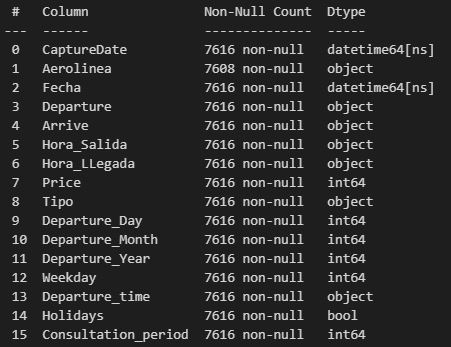 #   Column               Non-Null Count  Dtype
---  ------               --------------  -----
0   CaptureDate          7616 non-null   datetime64[ns]
1   Aerolinea            7608 non-null   object
2   Fecha                7616 non-null   datetime64[ns]
3   Departure            7616 non-null   object
4   Arrive               7616 non-null   object
5   Hora_Salida          7616 non-null   object
6   Hora_LLegada         7616 non-null   object
7   Price                7616 non-null   int64
8   Tipo                 7616 non-null   object
9   Departure_Day        7616 non-null   int64
10  Departure_Month      7616 non-null   int64
11  Departure_Year       7616 non-null   int64
12  Weekday              7616 non-null   int64
13  Departure_time       7616 non-null   object
14  Holidays             7616 non-null   bool
15  Consultation_period  7616 non-null   int64